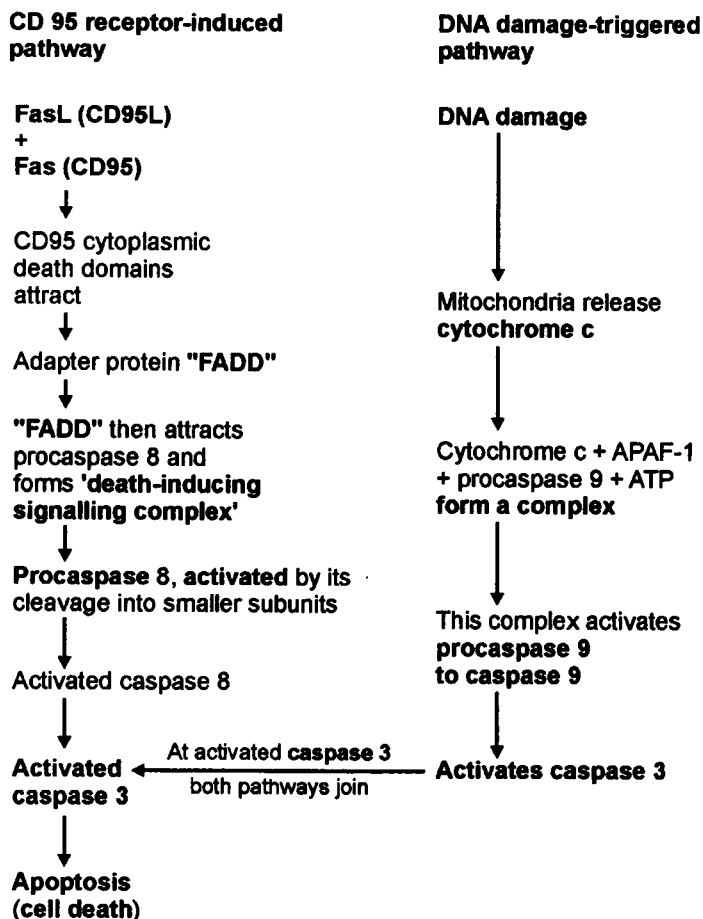 CD 95 receptor-induced
pathway
FasL (CD95L)
+
Fas (CD95)
CD95 cytoplasmic
death domains
attract
Adapter protein "FADD"
"FADD" then attracts
procaspase 8 and
forms 'death-inducing
signalling complex'
Procaspase 8, activated by its
cleavage into smaller subunits
Activated caspase 8
Activated
caspase 3
Apoptosis
(cell death)
At activated caspase 3
both pathways join
DNA damage-triggered
pathway
DNA damage
Mitochondria release
cytochrome c
Cytochrome c + APAF-1
+ procaspase 9 + ATP
form a complex
This complex activates
procaspase 9
to caspase 9
Activates caspase 3